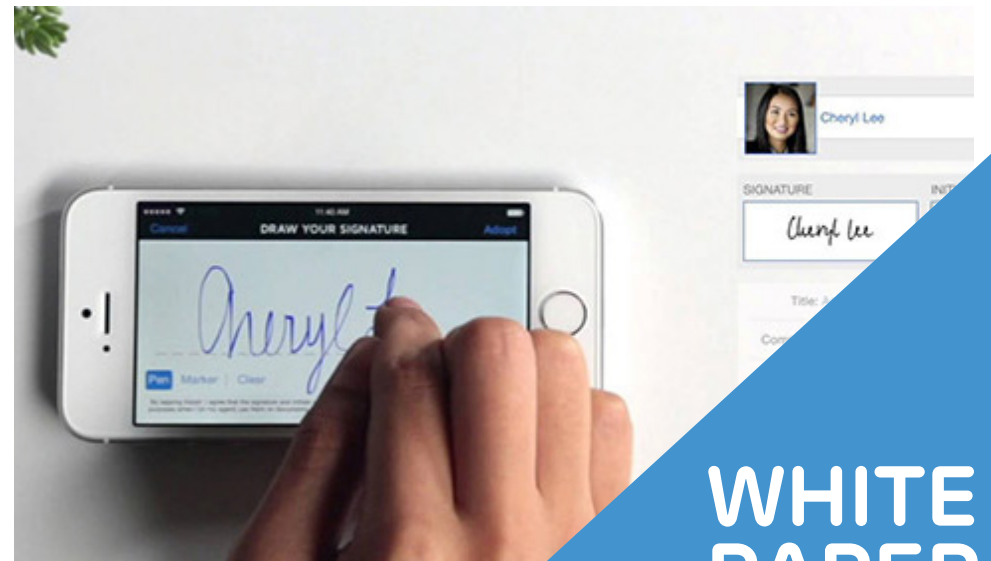 11:40 AM
Cancel DRAW YOUR SIGNATURE Adopt
Cheryl L
Pen Marker | Clear
Cheryl Lee
SIGNATURE
Cheryl Lee
Title:
WHITE
PAPER